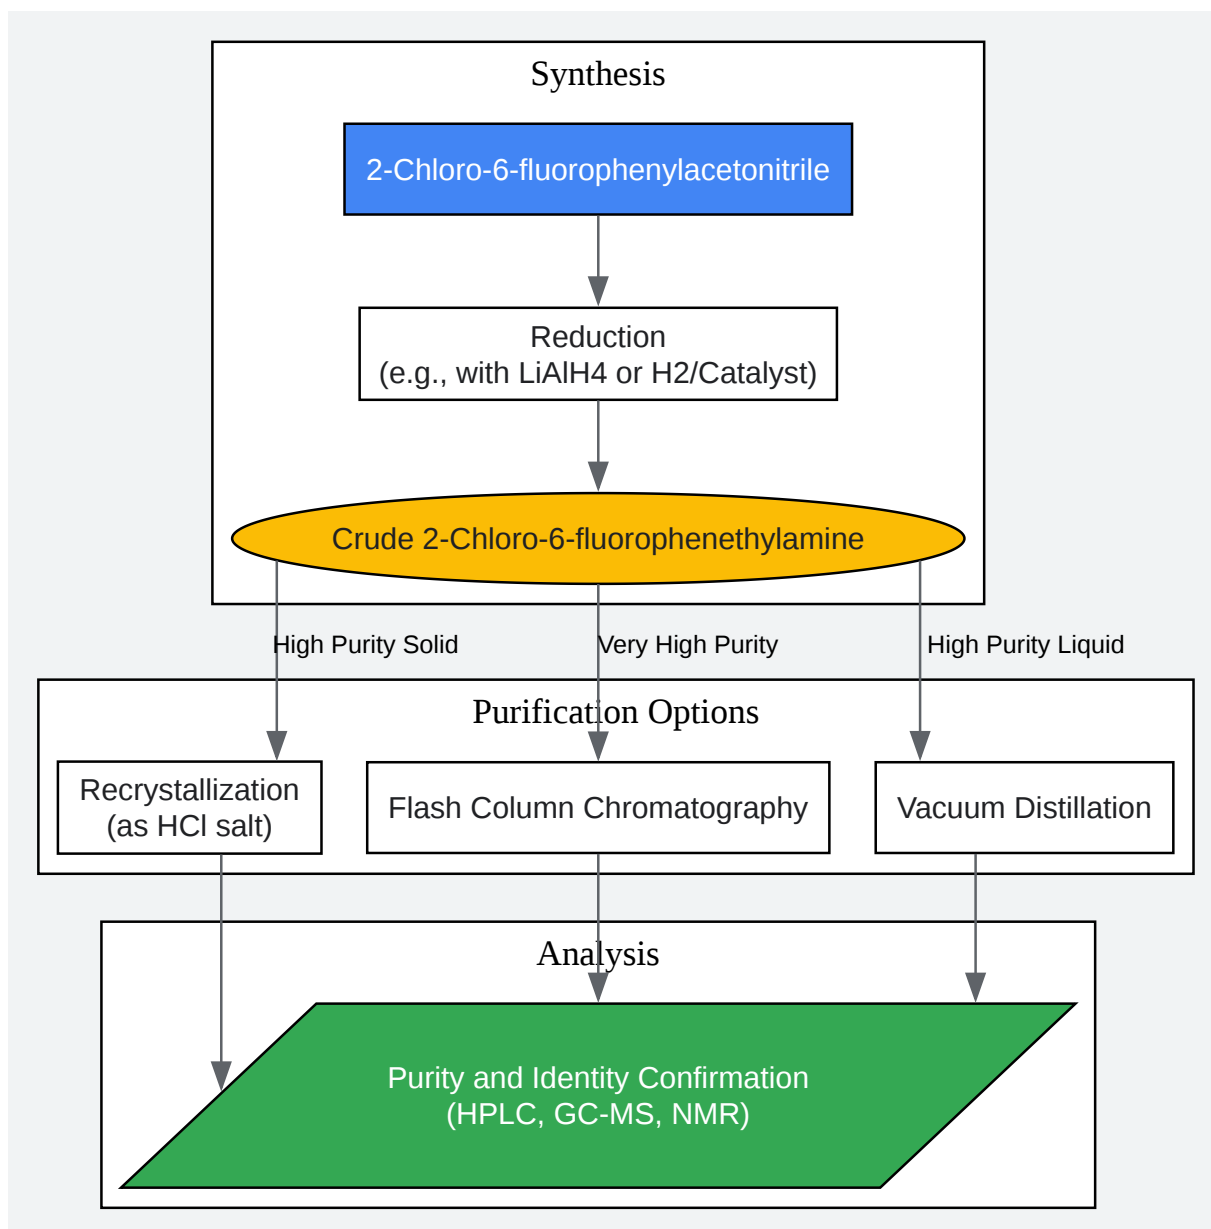 Synthesis
2-Chloro-6-fluorophenylacetonitrile
Reduction
(e.g., with LiAlH4 or H2/Catalyst)
Crude 2-Chloro-6-fluorophenethylamine
High Purity Solid
Very High Purity
High Purity Liquid
Purification Options
Recrystallization
(as HCl salt)
Flash Column Chromatography
Vacuum Distillation
Analysis
Purity and Identity Confirmation
(HPLC, GC-MS, NMR)